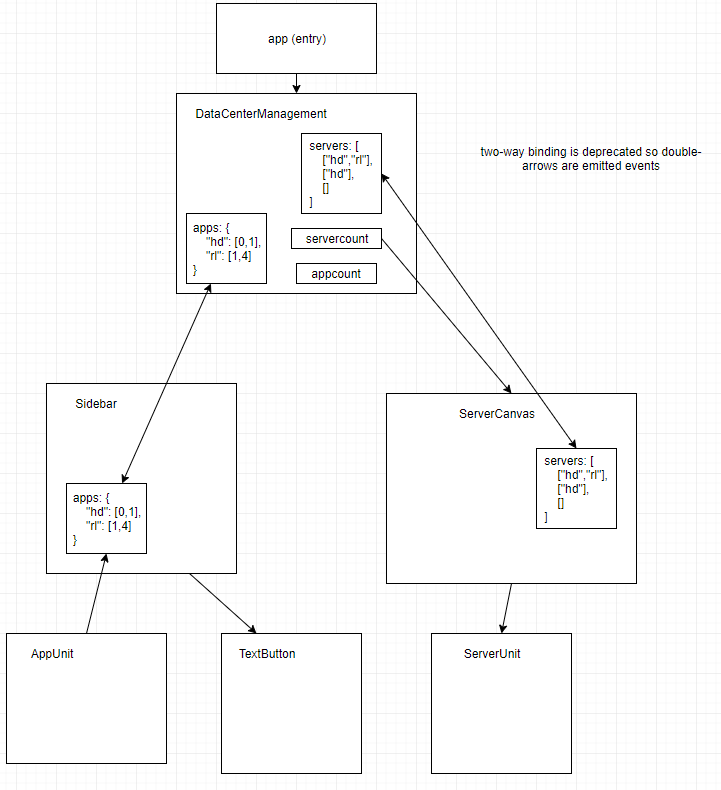 app (entry)
DataCenterManagement
servers: [
["hd","rl"],
["hd"],
[]
]
two-way binding is deprecated so double-
arrows are emitted events
apps: {
"hd": [0,1],
"rl": [1,4]
}
servercount
appcount
Sidebar
apps: {
"hd": [0,1],
"rl": [1,4]
}
ServerCanvas
servers: [
["hd","rl"],
["hd"],
[]
]
AppUnit
TextButton
ServerUnit